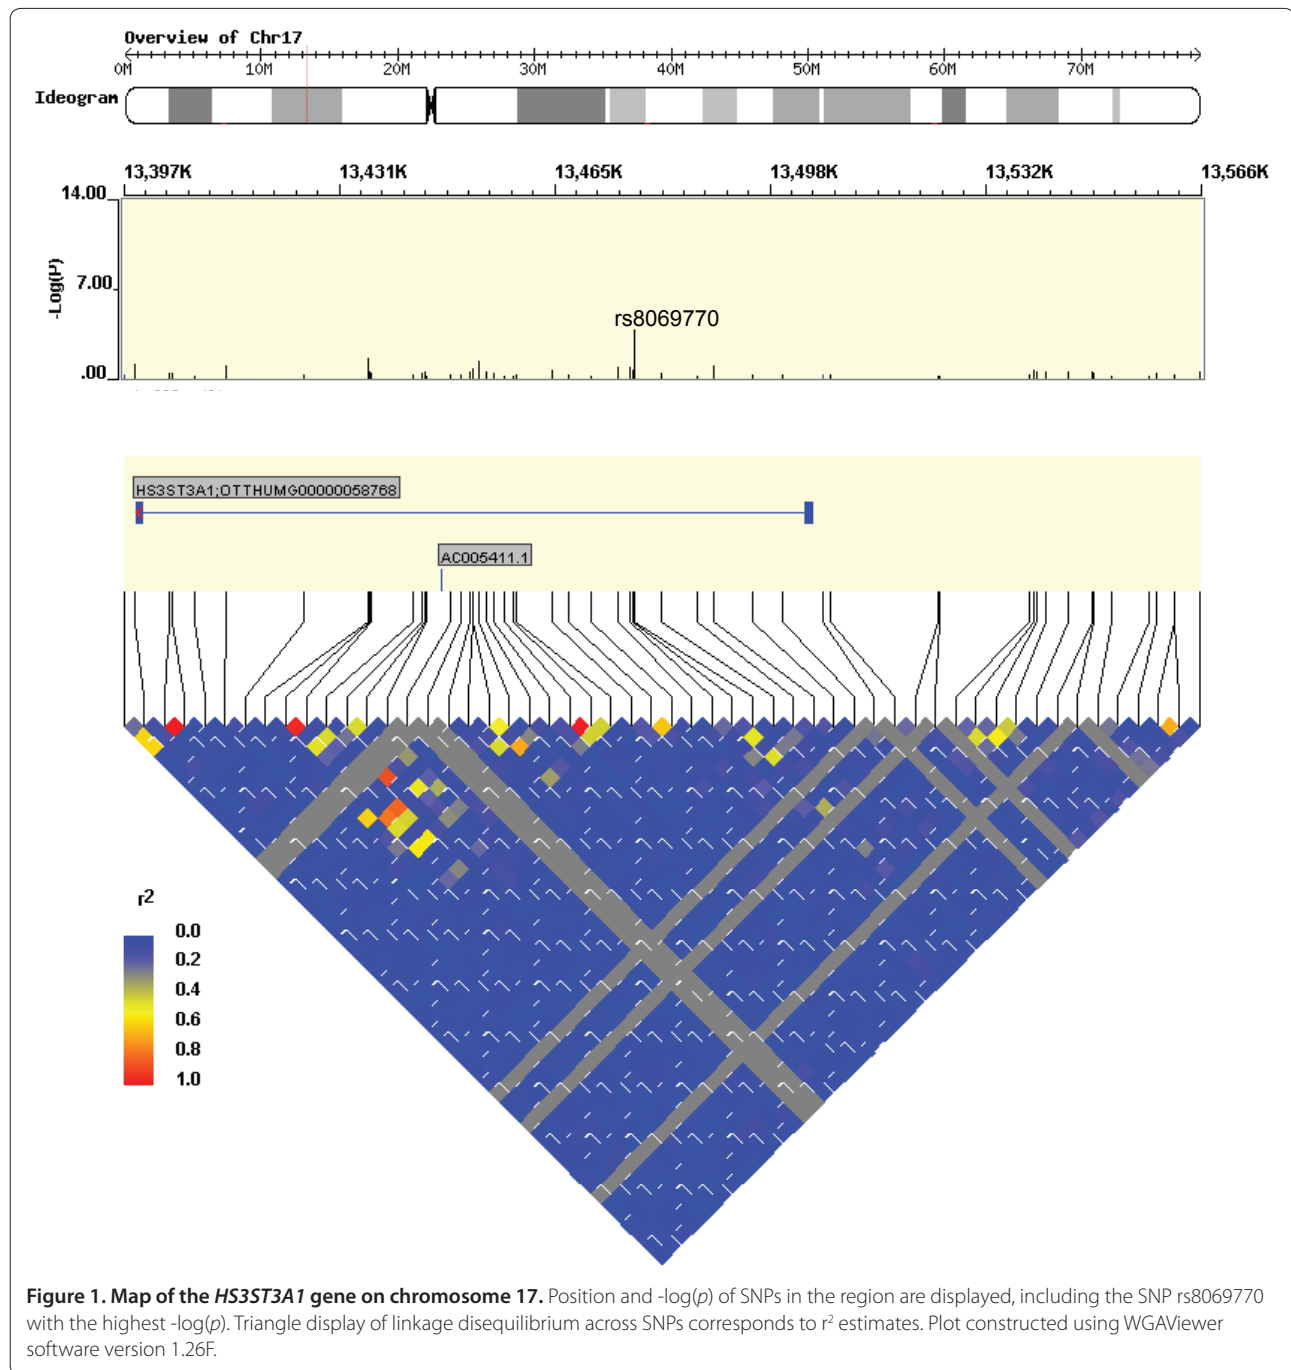 Overview of Chr17
0M 10M 20M 30M 40M 50M 60M 70M
Ideogram
13,397K 13,431K 13,465K 13,498K 13,532K 13,566K
14.00
7.00
.00
-Log(P)
rs8069770
HS3ST3A1;OTTHUMG00000058768
AC005411.1
r2
0.0
0.2
0.4
0.6
0.8
1.0
Figure 1. Map of the HS3ST3A1 gene on chromosome 17. Position and -log(p) of SNPs in the region are displayed, including the SNP rs8069770
with the highest -log(p). Triangle display of linkage disequilibrium across SNPs corresponds to r² estimates. Plot constructed using WGAViewer
software version 1.26F.